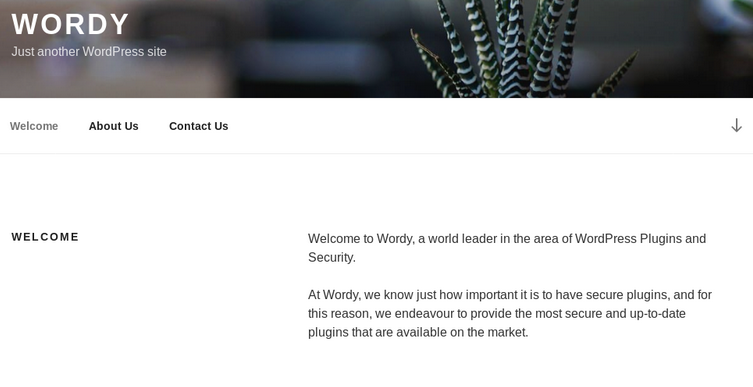 WORDY
Just another WordPress site
Welcome About Us Contact Us
WELCOME
Welcome to Wordy, a world leader in the area of WordPress Plugins and
Security.
At Wordy, we know just how important it is to have secure plugins, and for
this reason, we endeavour to provide the most secure and up-to-date
plugins that are available on the market.